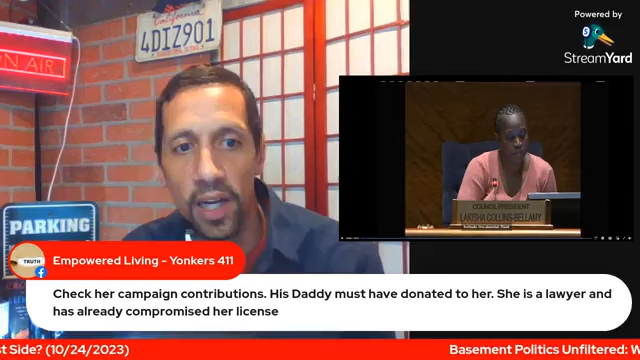 Powered by
StreamYard
California
4DIZ901
ON AIR
PARKING
COUNCIL PRESIDENT
LAKISHA COLLINS-BELLAMY
TRUTH
Empowered Living - Yonkers 411
Check her campaign contributions. His Daddy must have donated to her. She is a lawyer and
has already compromised her license
st Side? (10/24/2023)
Basement Politics Unfiltered: W